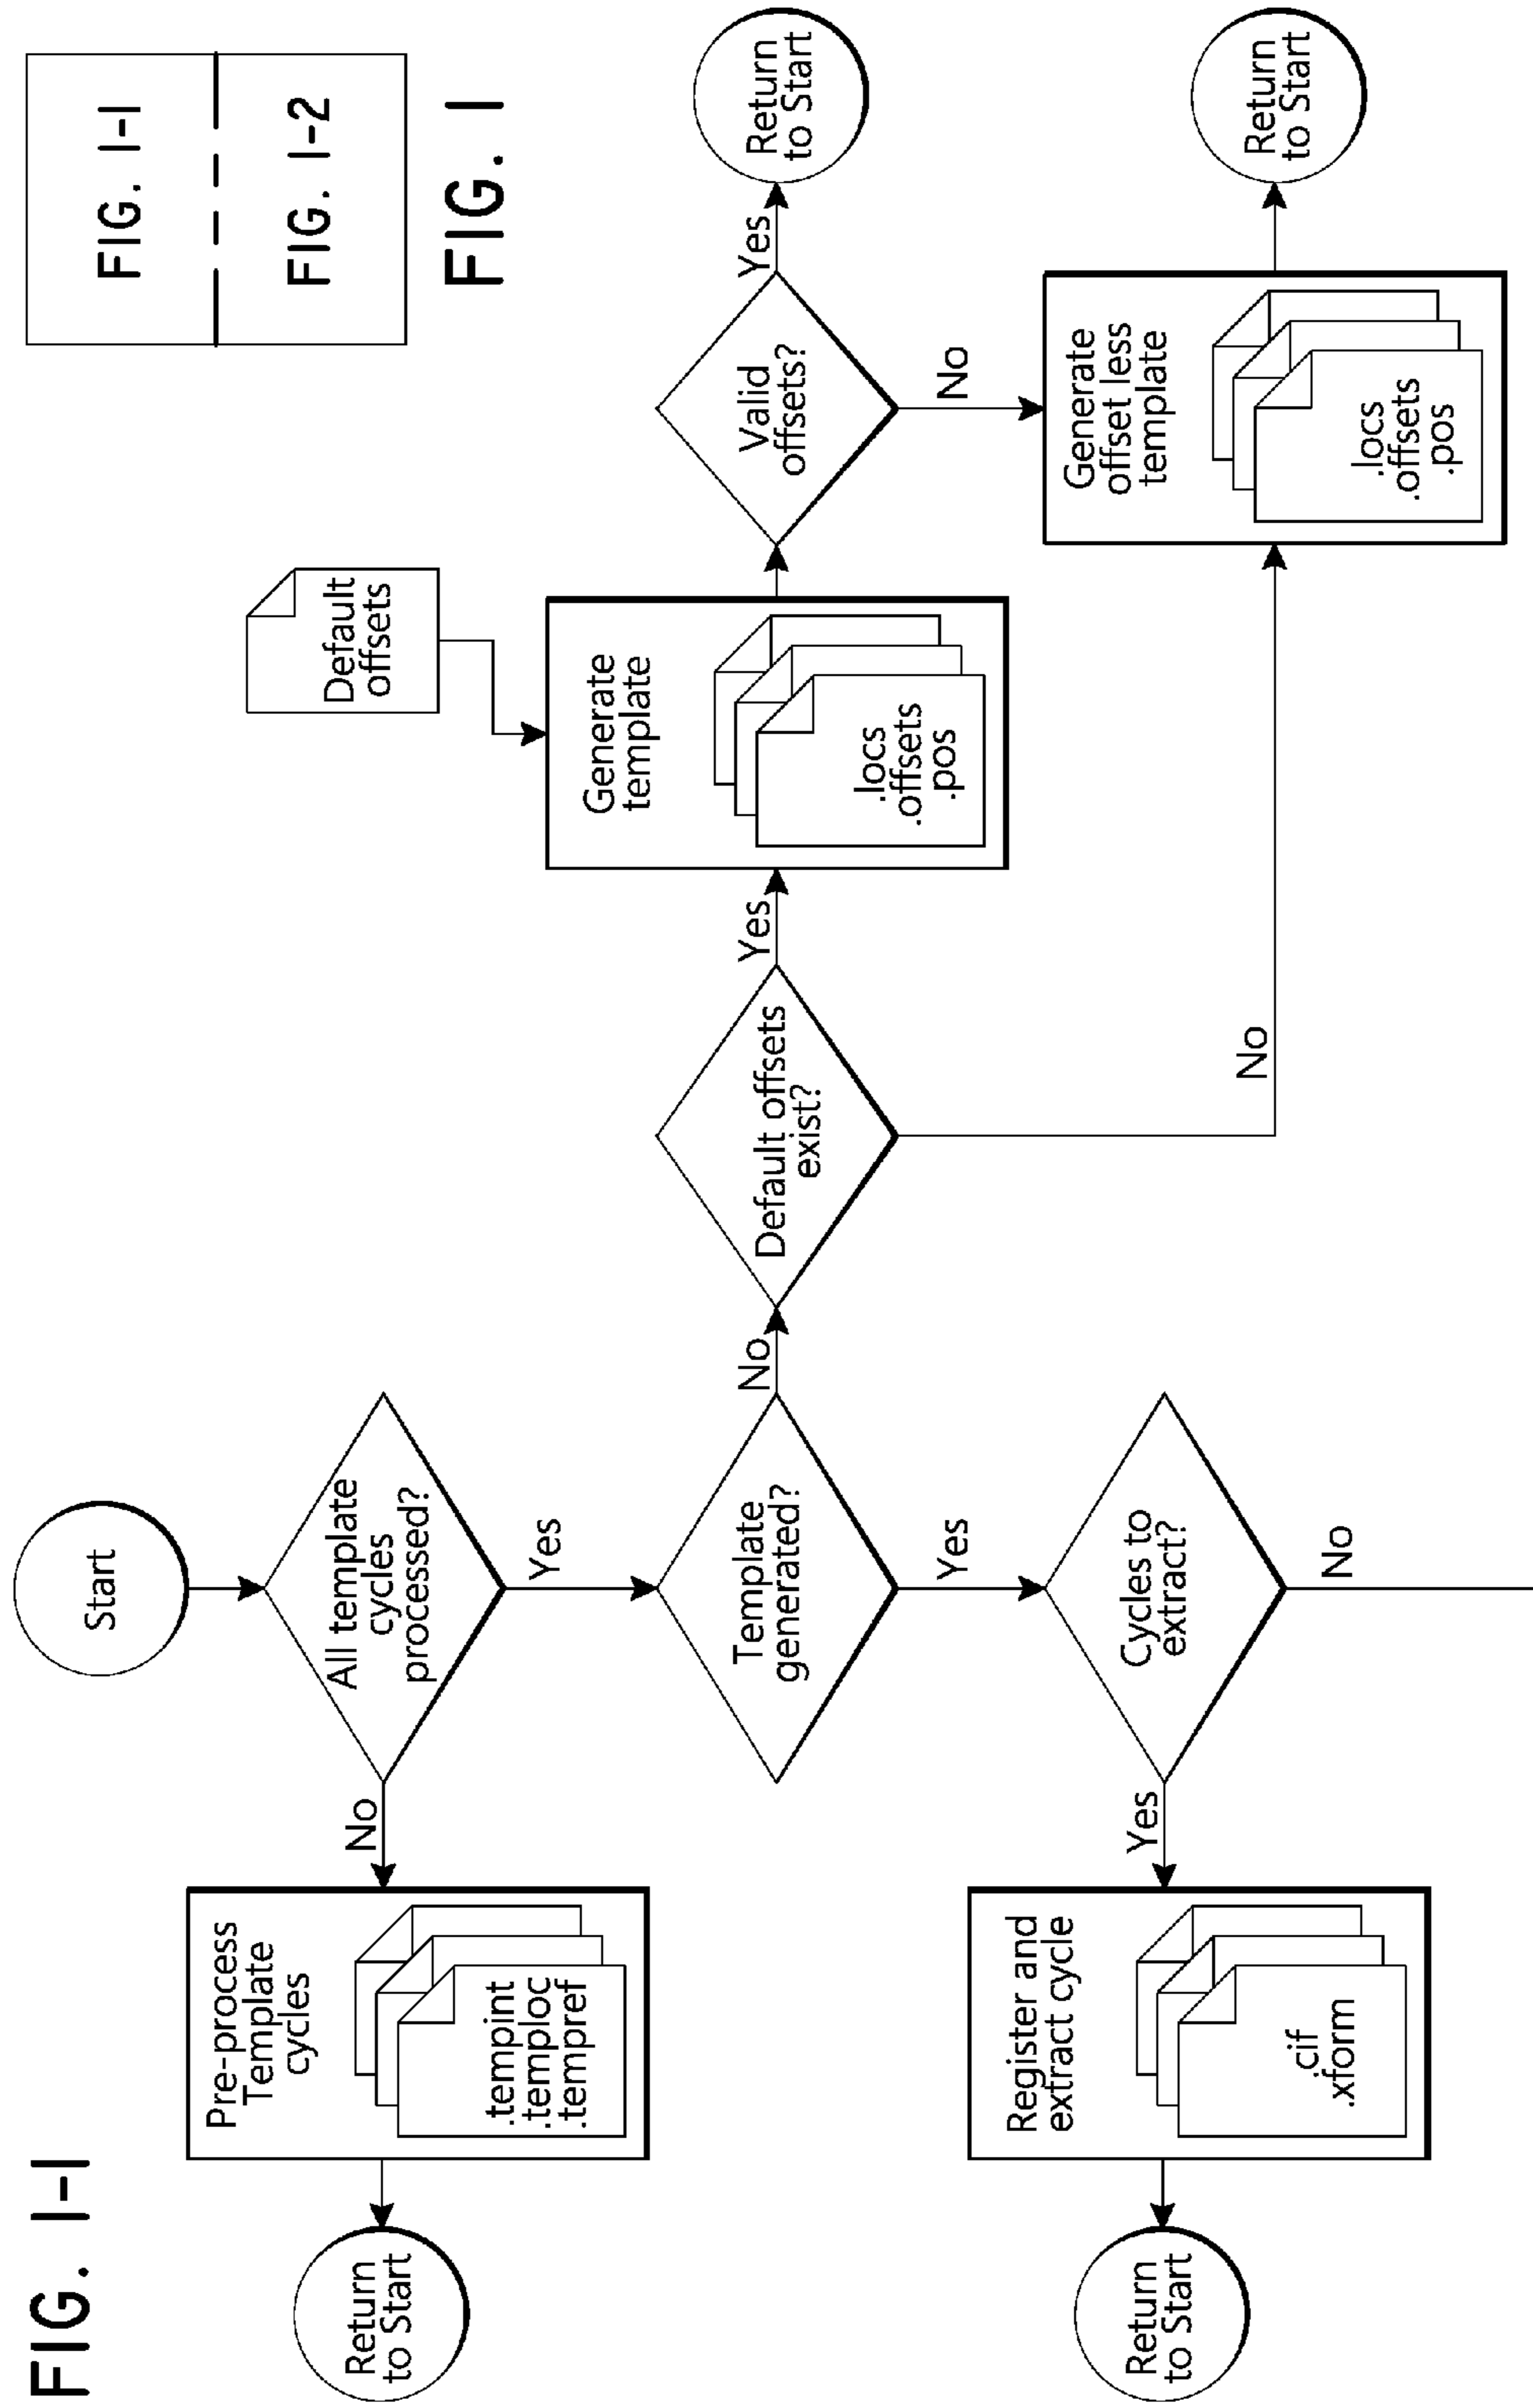 FIG. 1-1
Start
FIG. 1-1
FIG. 1-2
FIG. 1
All template
cycles
processed?
No
Pre-process
Template
cycles
.tempint
.temploc
.tempref
Return
to Start
Yes
Template
generated?
No
Default offsets
exist?
Yes
Default
offsets
Generate
template
.locs
.offsets
.pos
Valid
offsets?
Yes
Return
to Start
No
No
Generate
offset less
template
.locs
.offsets
.pos
Return
to Start
Yes
Cycles to
extract?
Yes
Register and
extract cycle
.cif
.xform
Return
to Start
No